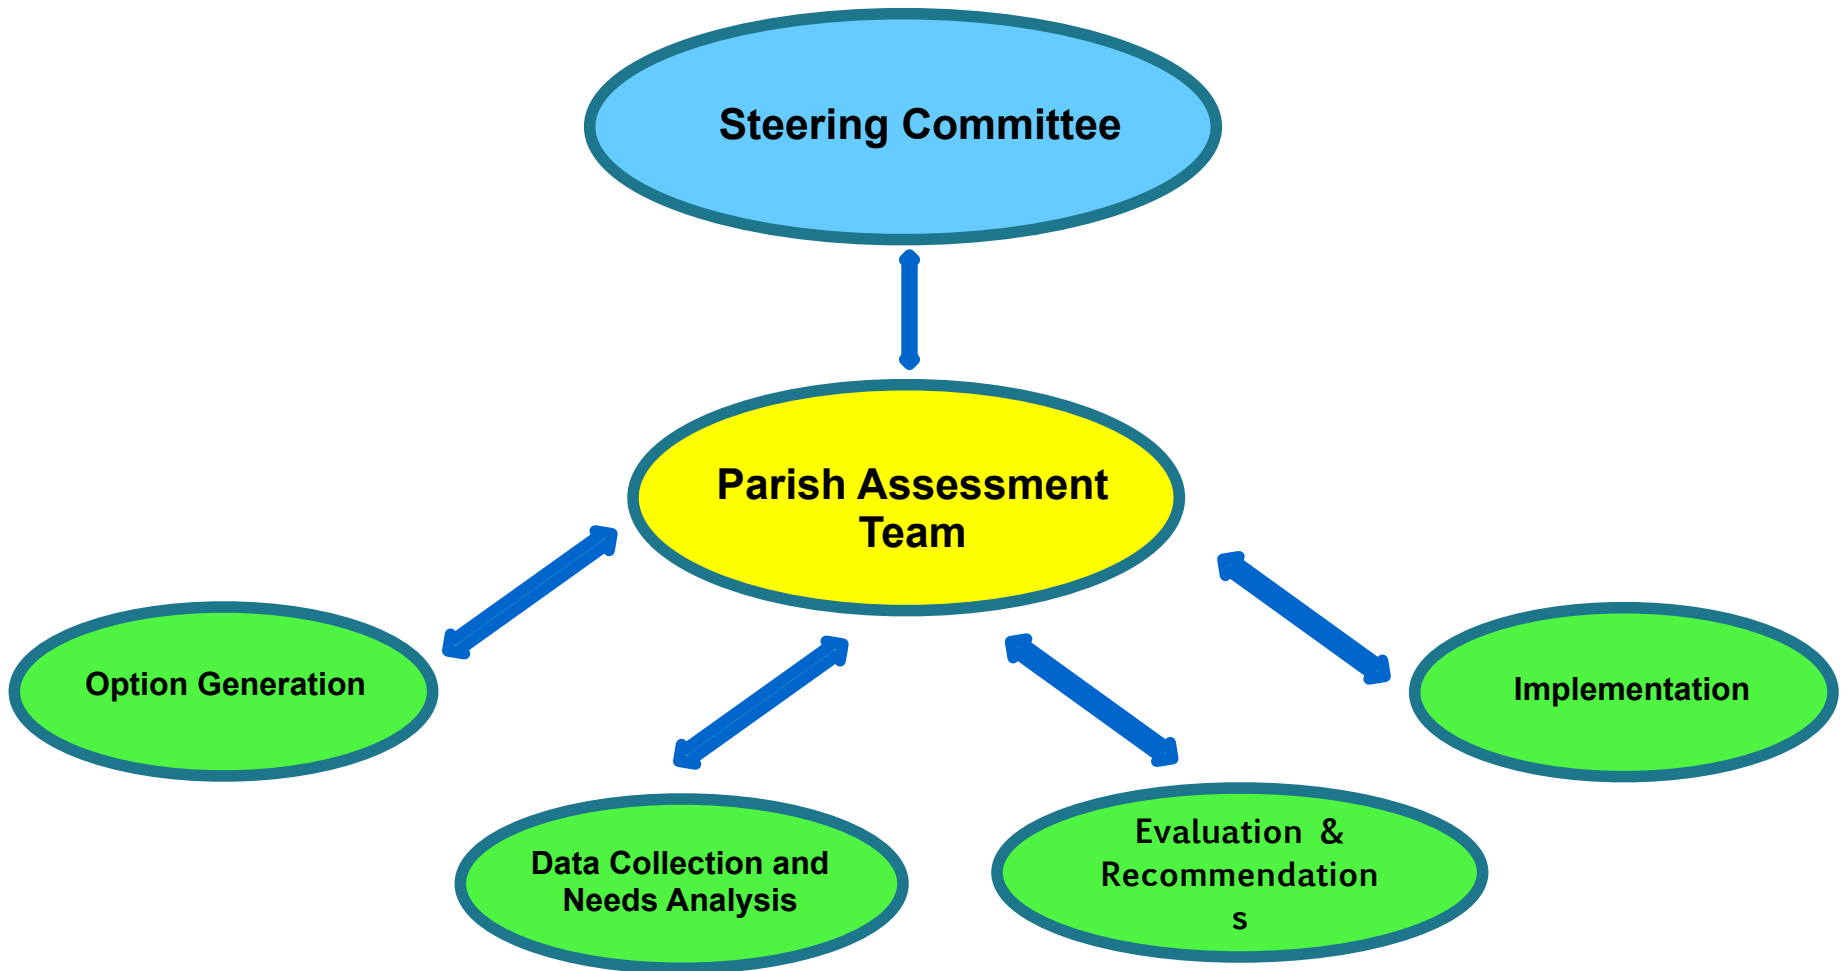 Steering Committee
Parish Assessment
Team
Option Generation
Implementation
Data Collection and
Needs Analysis
Evaluation &
Recommendation
s